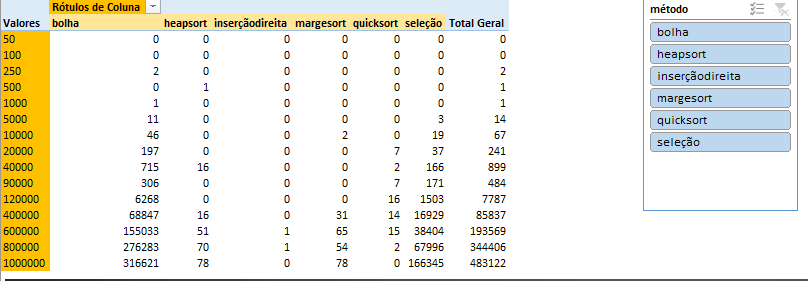 Rótulos de Coluna
Valores bolha heapsort inserçãodireita margesort quicksort seleção Total Geral
50 0 0 0 0 0 0 0
100 0 0 0 0 0 0 0
250 2 0 0 0 0 0 2
500 0 1 0 0 0 0 1
1000 1 0 0 0 0 0 1
5000 11 0 0 0 0 3 14
10000 46 0 0 2 0 19 67
20000 197 0 0 0 7 37 241
40000 715 16 0 0 2 166 899
90000 306 0 0 0 7 171 484
120000 6268 0 0 0 16 1503 7787
400000 68847 16 0 31 14 16929 85837
600000 155033 51 1 65 15 38404 193569
800000 276283 70 1 54 2 67996 344406
1000000 316621 78 0 78 0 166345 483122
método
bolha
heapsort
inserçãodireita
margesort
quicksort
seleção